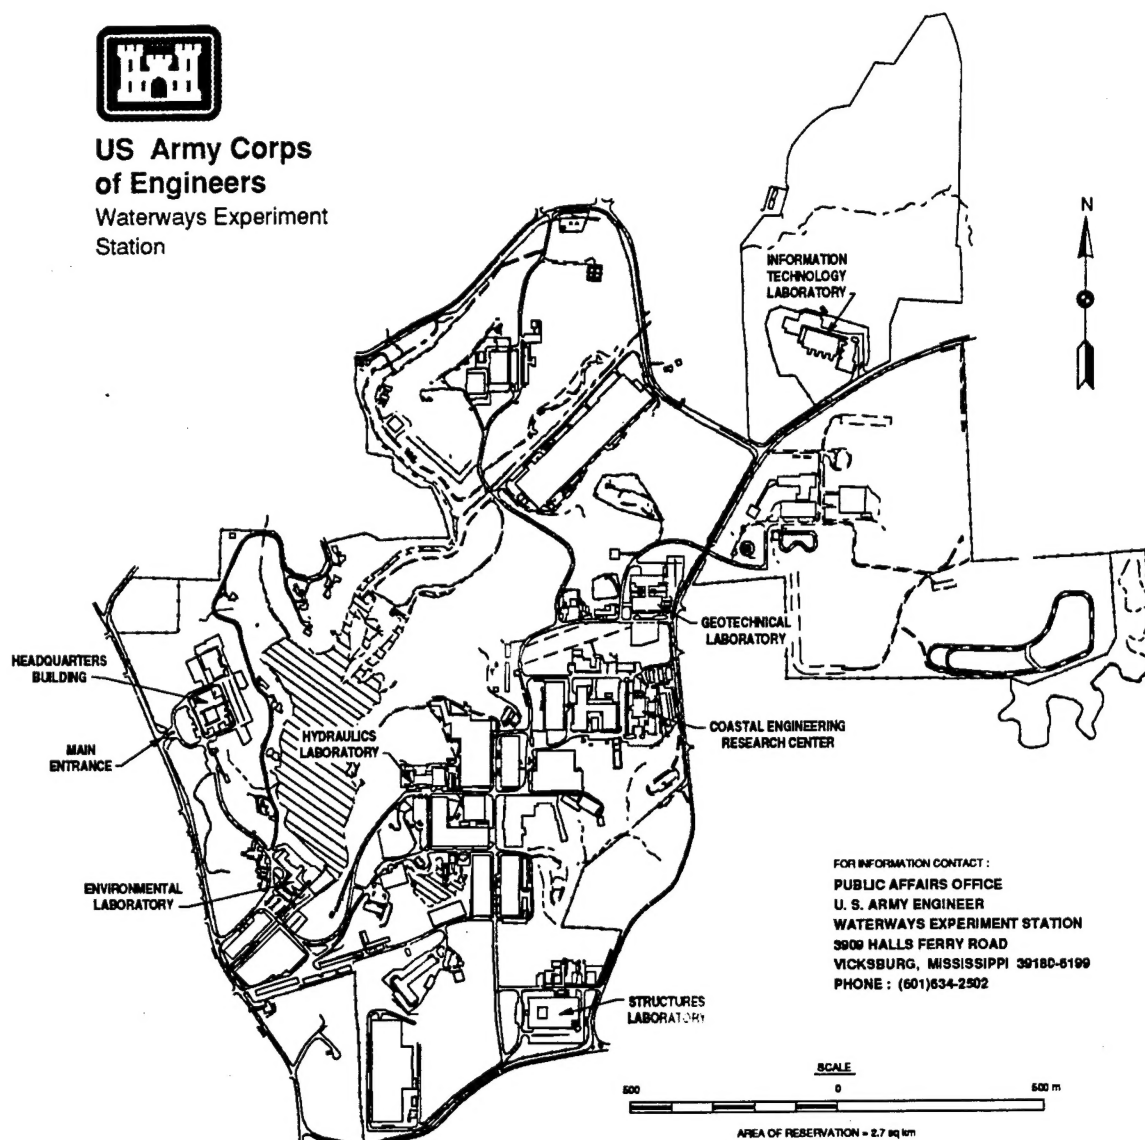 US Army Corps
of Engineers
Waterways Experiment
Station
N
INFORMATION
TECHNOLOGY
LABORATORY
GEOTECHNICAL
LABORATORY
HEADQUARTERS
BUILDING
MAIN
ENTRANCE
HYDRAULICS
LABORATORY
COASTAL ENGINEERING
RESEARCH CENTER
ENVIRONMENTAL
LABORATORY
STRUCTURES
LABORATORY
FOR INFORMATION CONTACT :
PUBLIC AFFAIRS OFFICE
U. S. ARMY ENGINEER
WATERWAYS EXPERIMENT STATION
3909 HALLS FERRY ROAD
VICKSBURG, MISSISSIPPI 39180-6199
PHONE : (601)634-2502
SCALE
500 0 500 m
AREA OF RESERVATION = 2.7 sq km